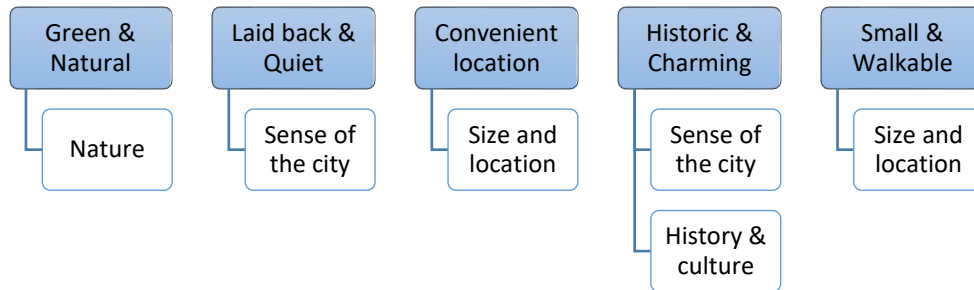 Green &
Natural
Laid back &
Quiet
Convenient
location
Historic &
Charming
Small &
Walkable
Nature
Sense of
the city
Size and
location
Sense of
the city
Size and
location
History &
culture